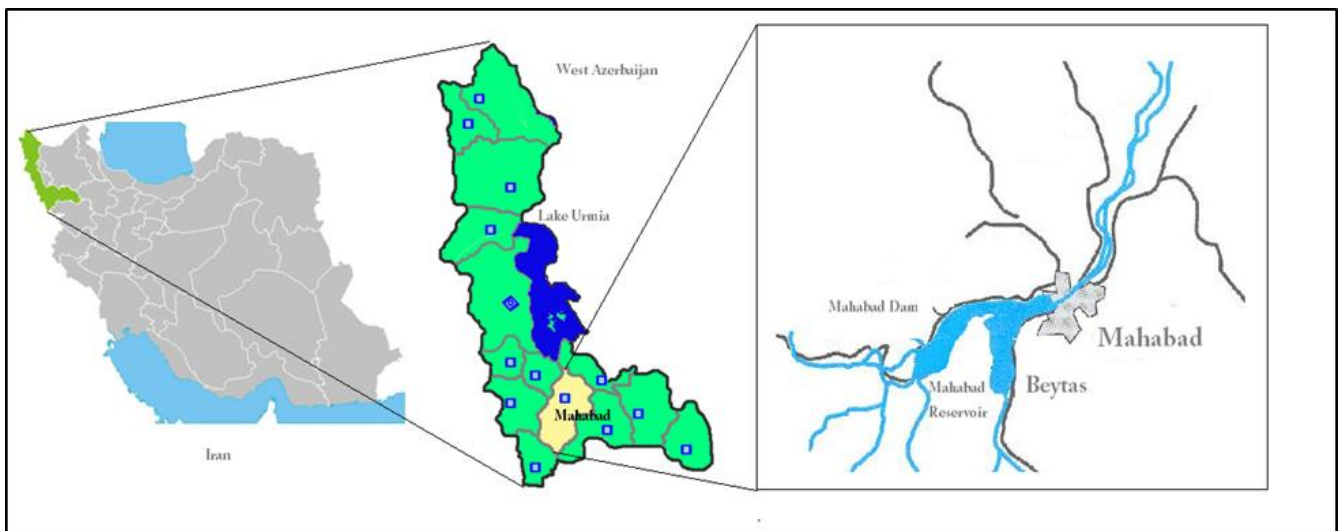 West Azerbaijan
Lake Urmia
Mahabad
Iran
Mahabad Dam
Mahabad
Mahabad
Reservoir
Beytas